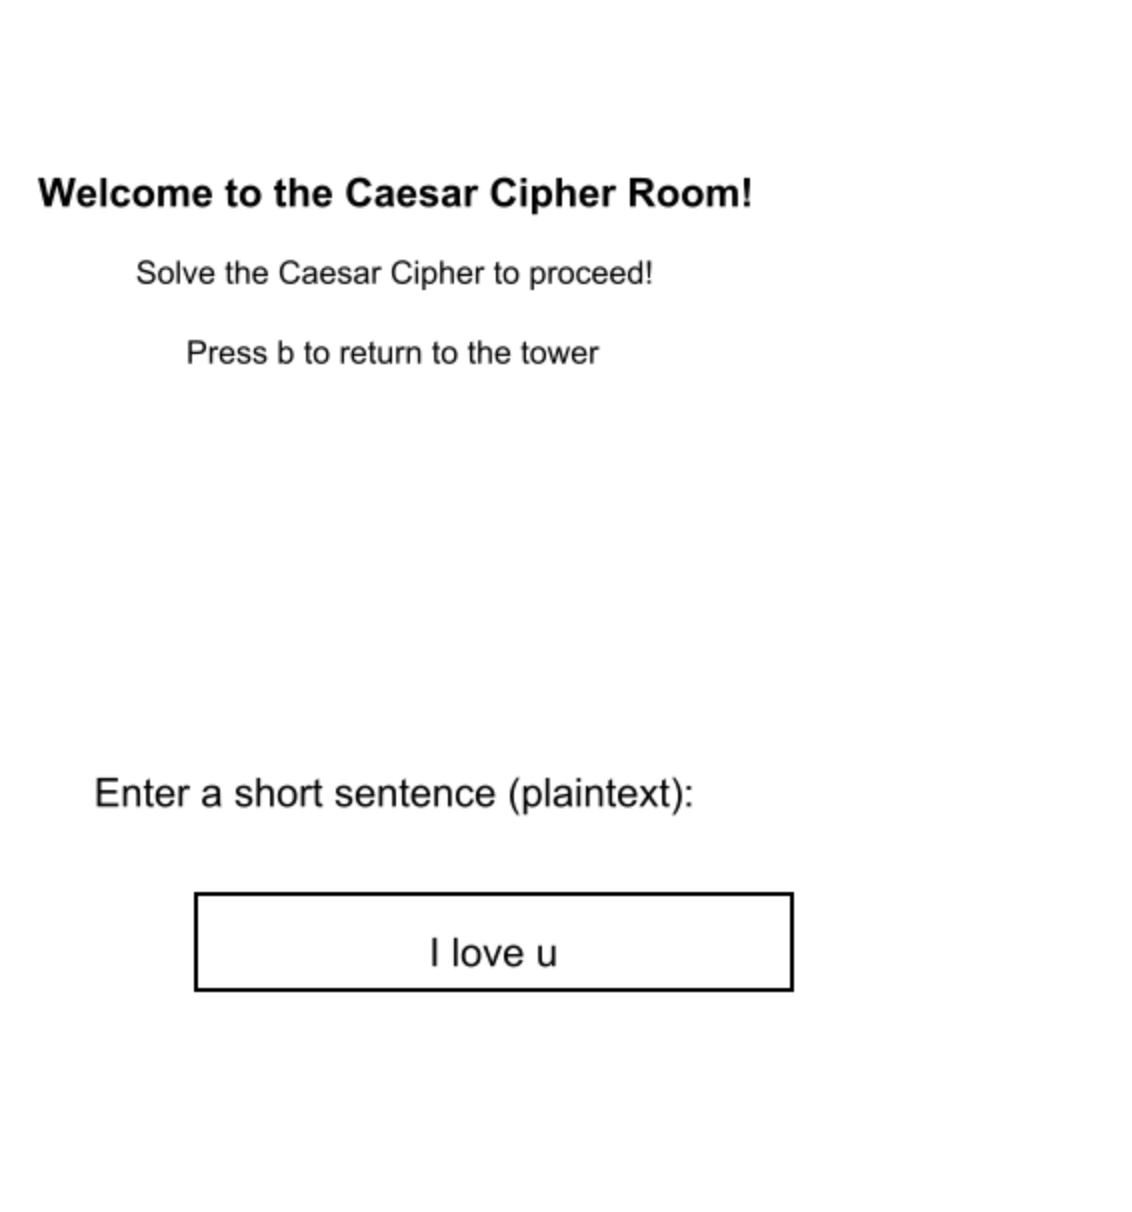 Welcome to the Caesar Cipher Room!
Solve the Caesar Cipher to proceed!
Press b to return to the tower
Enter a short sentence (plaintext):
I love u